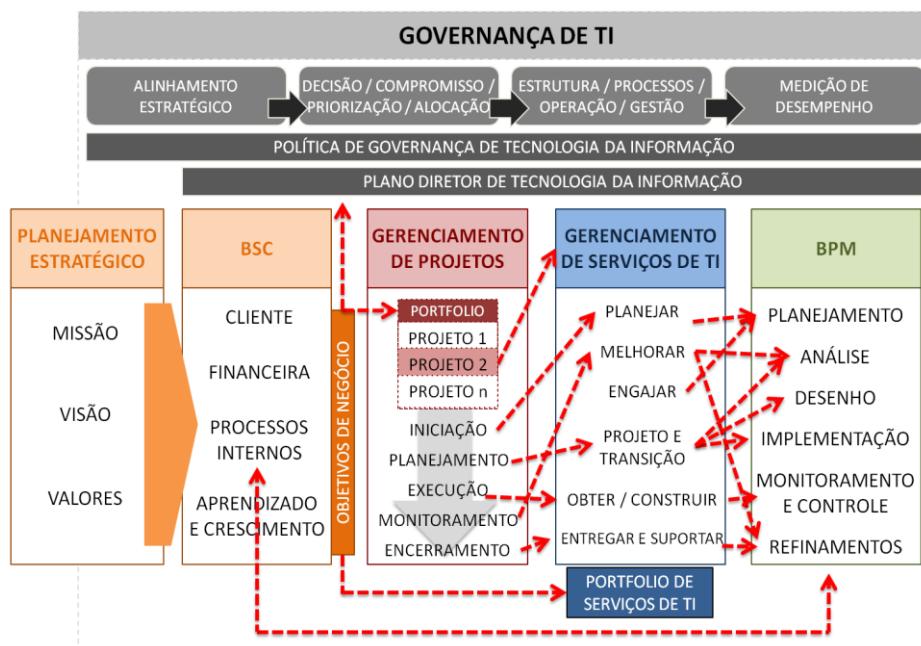 GOVERNANÇA DE TI
ALINHAMENTO
ESTRATÉGICO
DECISÃO / COMPROMISSO /
PRIORIZAÇÃO / ALOCAÇÃO
ESTRUTURA / PROCESSOS /
OPERAÇÃO / GESTÃO
MEDIÇÃO DE
DESEMPENHO
POLÍTICA DE GOVERNANÇA DE TECNOLOGIA DA INFORMAÇÃO
PLANO DIRETOR DE TECNOLOGIA DA INFORMAÇÃO
PLANEJAMENTO
ESTRATÉGICO
MISSÃO
VISÃO
VALORES
BSC
CLIENTE
FINANCEIRA
PROCESSOS
INTERNOS
APRENDIZADO
E CRESCIMENTO
OBJETIVOS DE NEGÓCIO
GERENCIAMENTO
DE PROJETOS
PORTFOLIO
PROJETO 1
PROJETO 2
PROJETO n
INICIAÇÃO
PLANEJAMENTO
EXECUÇÃO
MONITORAMENTO
ENCERRAMENTO
GERENCIAMENTO
DE SERVIÇOS DE TI
PLANEJAR
MELHORAR
ENGAJAR
PROJETO E
TRANSIÇÃO
OBTER / CONSTRUIR
ENTREGAR E SUPORTAR
PORTFOLIO DE
SERVIÇOS DE TI
BPM
PLANEJAMENTO
ANÁLISE
DESENHO
IMPLEMENTAÇÃO
MONITORAMENTO
E CONTROLE
REFINAMENTOS